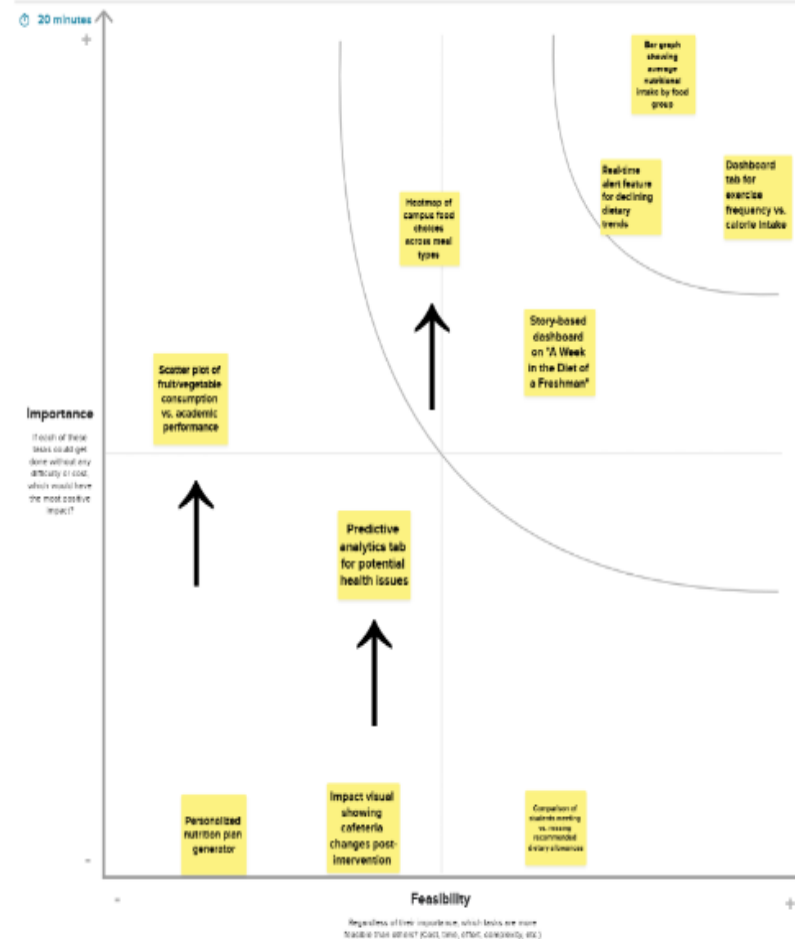 20 minutes
+
Bar graph
showing
average
nutritional
intake by food
group
Real-time
alert feature
for declining
dietary
trends
Dashboard
tab for
exercise
frequency vs.
calorie intake
Heatmap of
campus food
choices
across meal
types
Story-based
dashboard
on "A Week
in the Diet of
a Freshman"
Scatter plot of
fruit/vegetable
consumption
vs. academic
performance
Importance
If each of these
tasks could get
done without any
difficulty or cost,
which would have
the most positive
impact?
Predictive
analytics tab
for potential
health issues
Personalized
nutrition plan
generator
Impact visual
showing
cafeteria
changes post-
intervention
Comparison of
students meeting
vs. missing
recommended
dietary allowances
-
-
Feasibility
+
Regardless of their importance, which tasks are more
feasible than others? (Cost, time, effort, complexity, etc.)